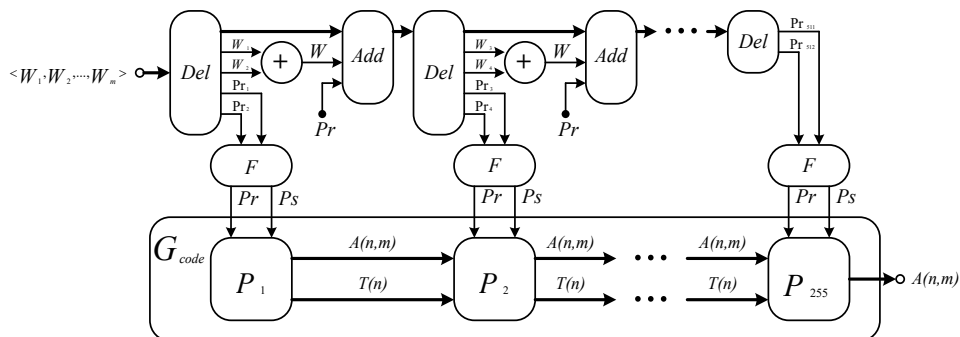 <W₁,W₂,...,Wₘ>
Del
W₁
W₂
Pr₁
Pr₂
+
W
Add
Pr
Del
W₃
W₄
Pr₃
Pr₄
+
W
Add
Pr
• • • •
Del
Pr₅₁₁
Pr₅₁₂
F
F
F
Pr Ps
Pr Ps
Pr Ps
G code
P₁
A(n,m)
T(n)
P₂
A(n,m)
T(n)
• • •
• • •
A(n,m)
T(n)
P₂₅₅
A(n,m)